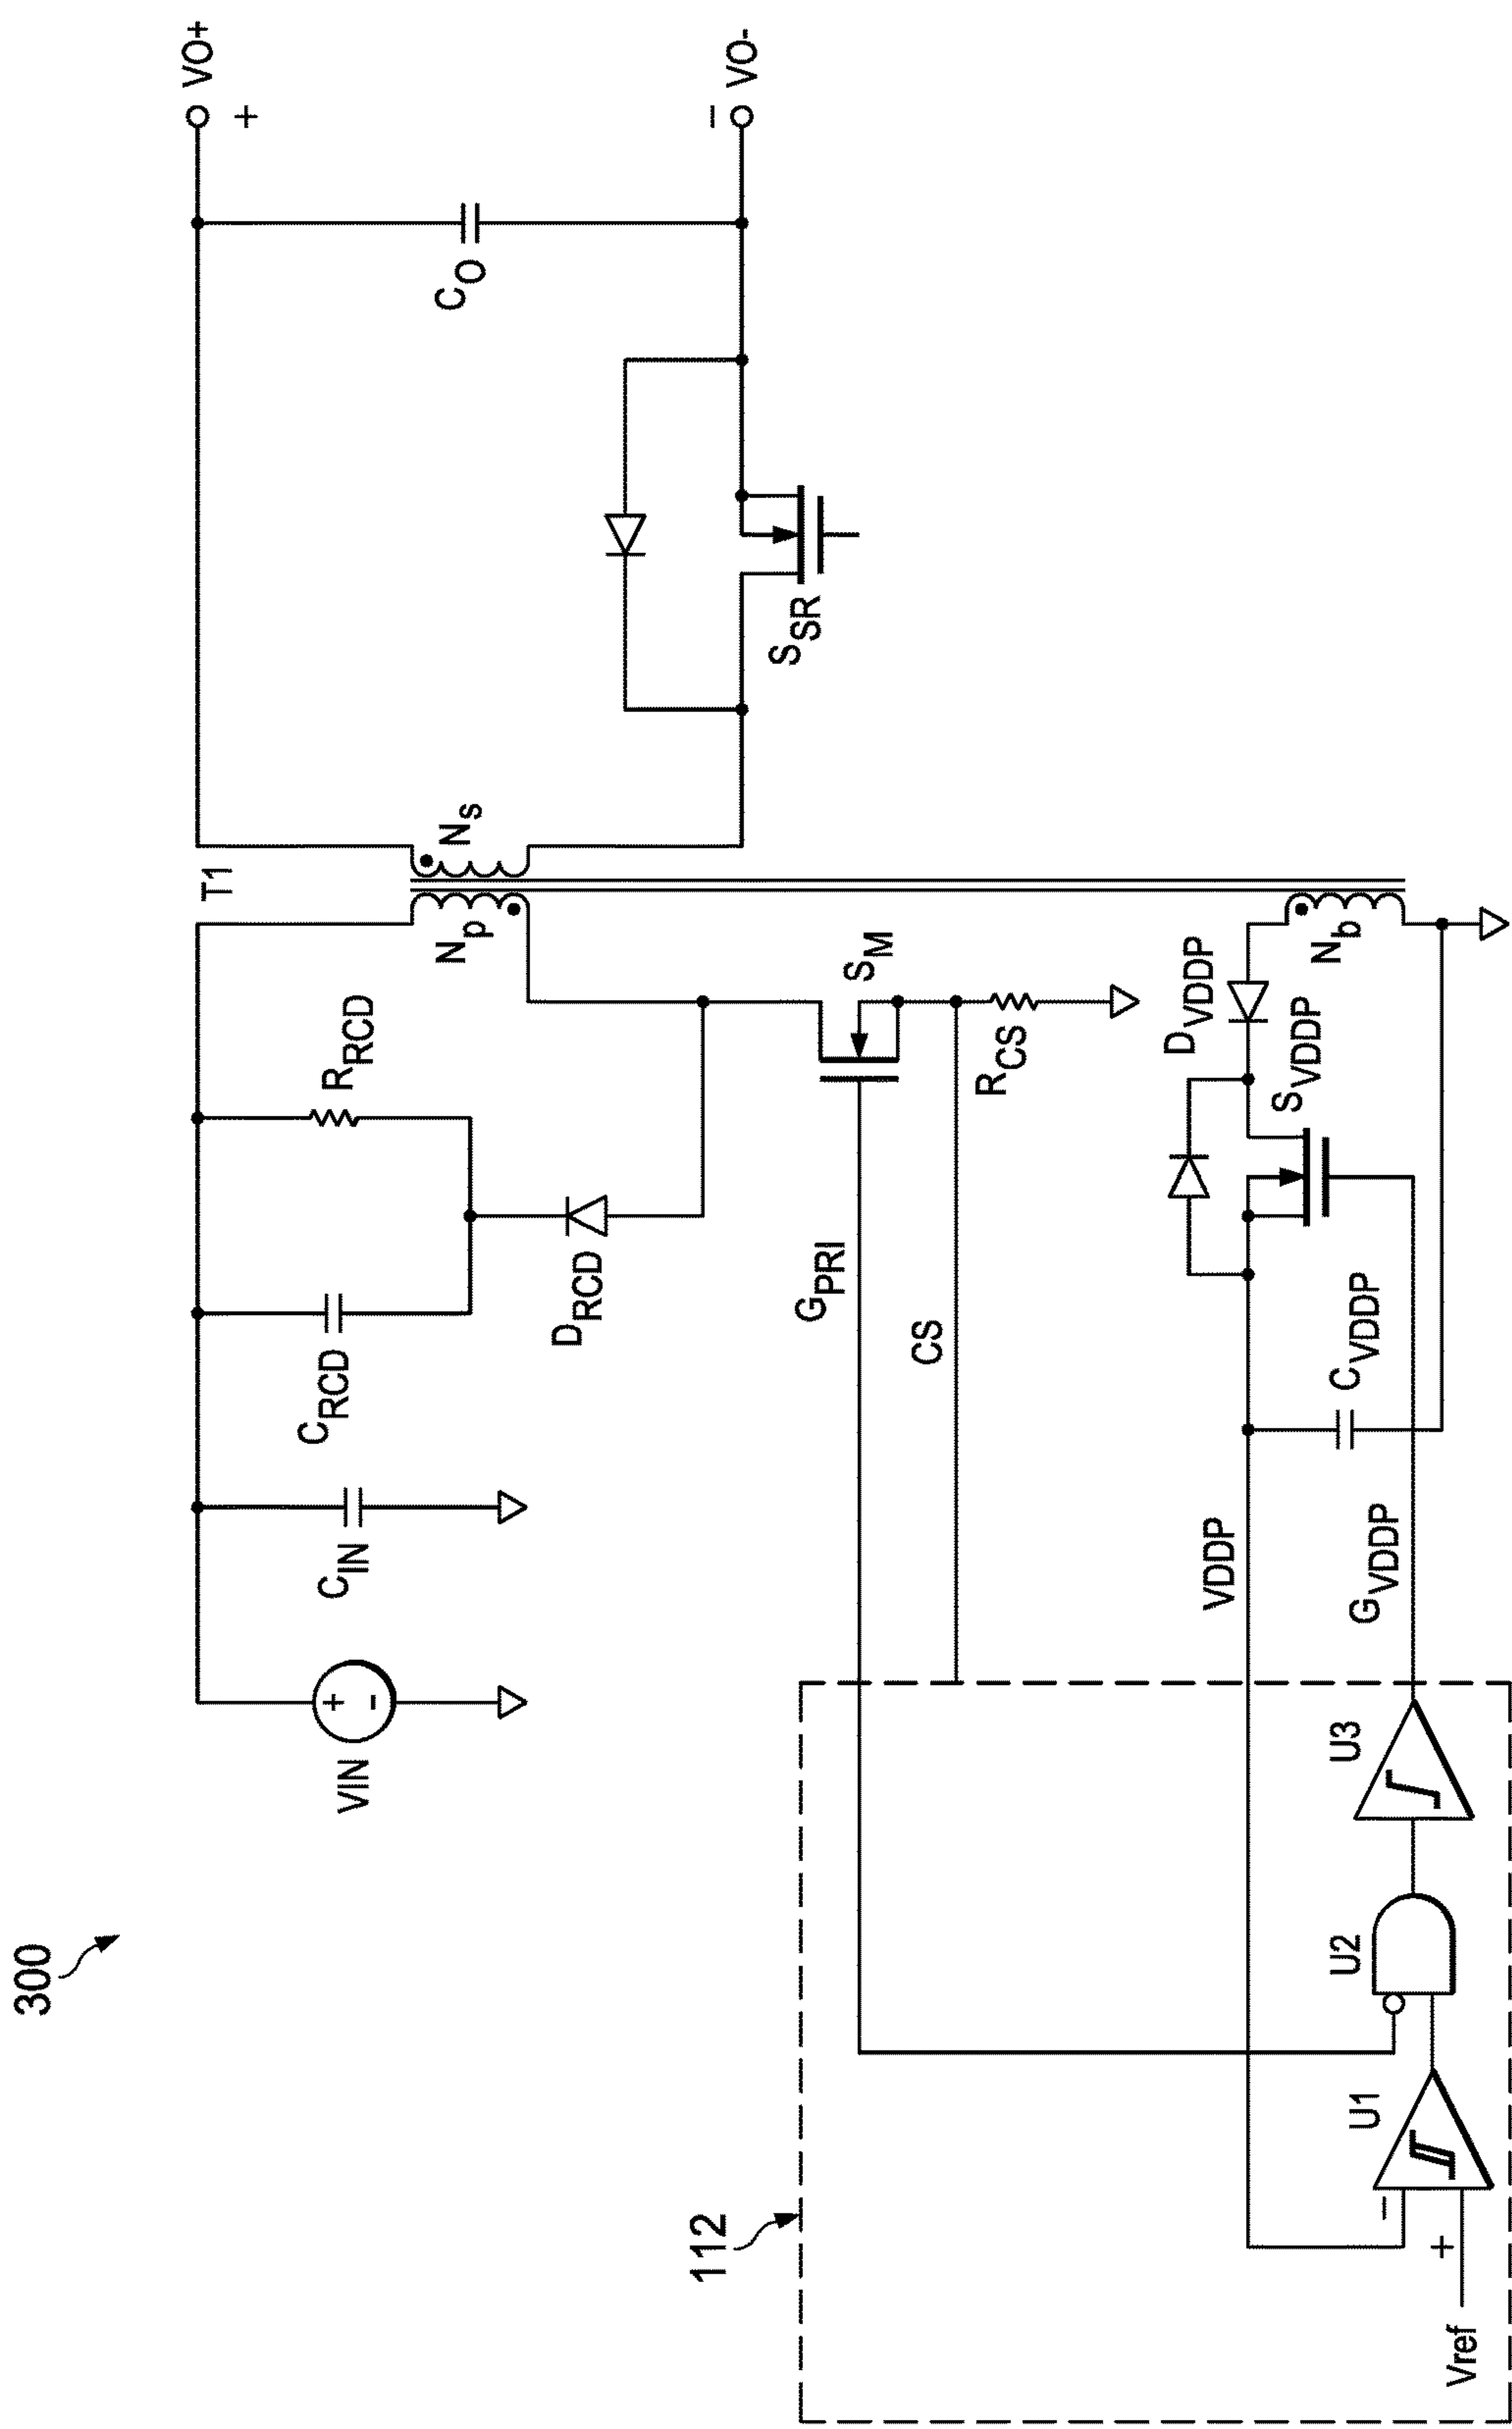 300
T1
VO+
+
VIN
+
-
CIN
CRCD
RRCD
DRCD
Np
Ns
CO
SSR
−
VO-
SM
GPRI
CS
RCS
112
DVDDP
SVDDP
VDDP
CVDDP
GVDDP
Nb
U1
U2
U3
−
+
Vref